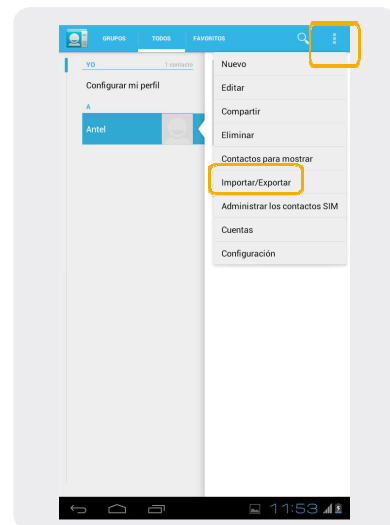 GRUPOS TODOS FAVORITOS
YO 1 contacto
Configurar mi perfil
A
Antel
Nuevo
Editar
Compartir
Eliminar
Contactos para mostrar
Importar/Exportar
Administrar los contactos SIM
Cuentas
Configuración
11:53